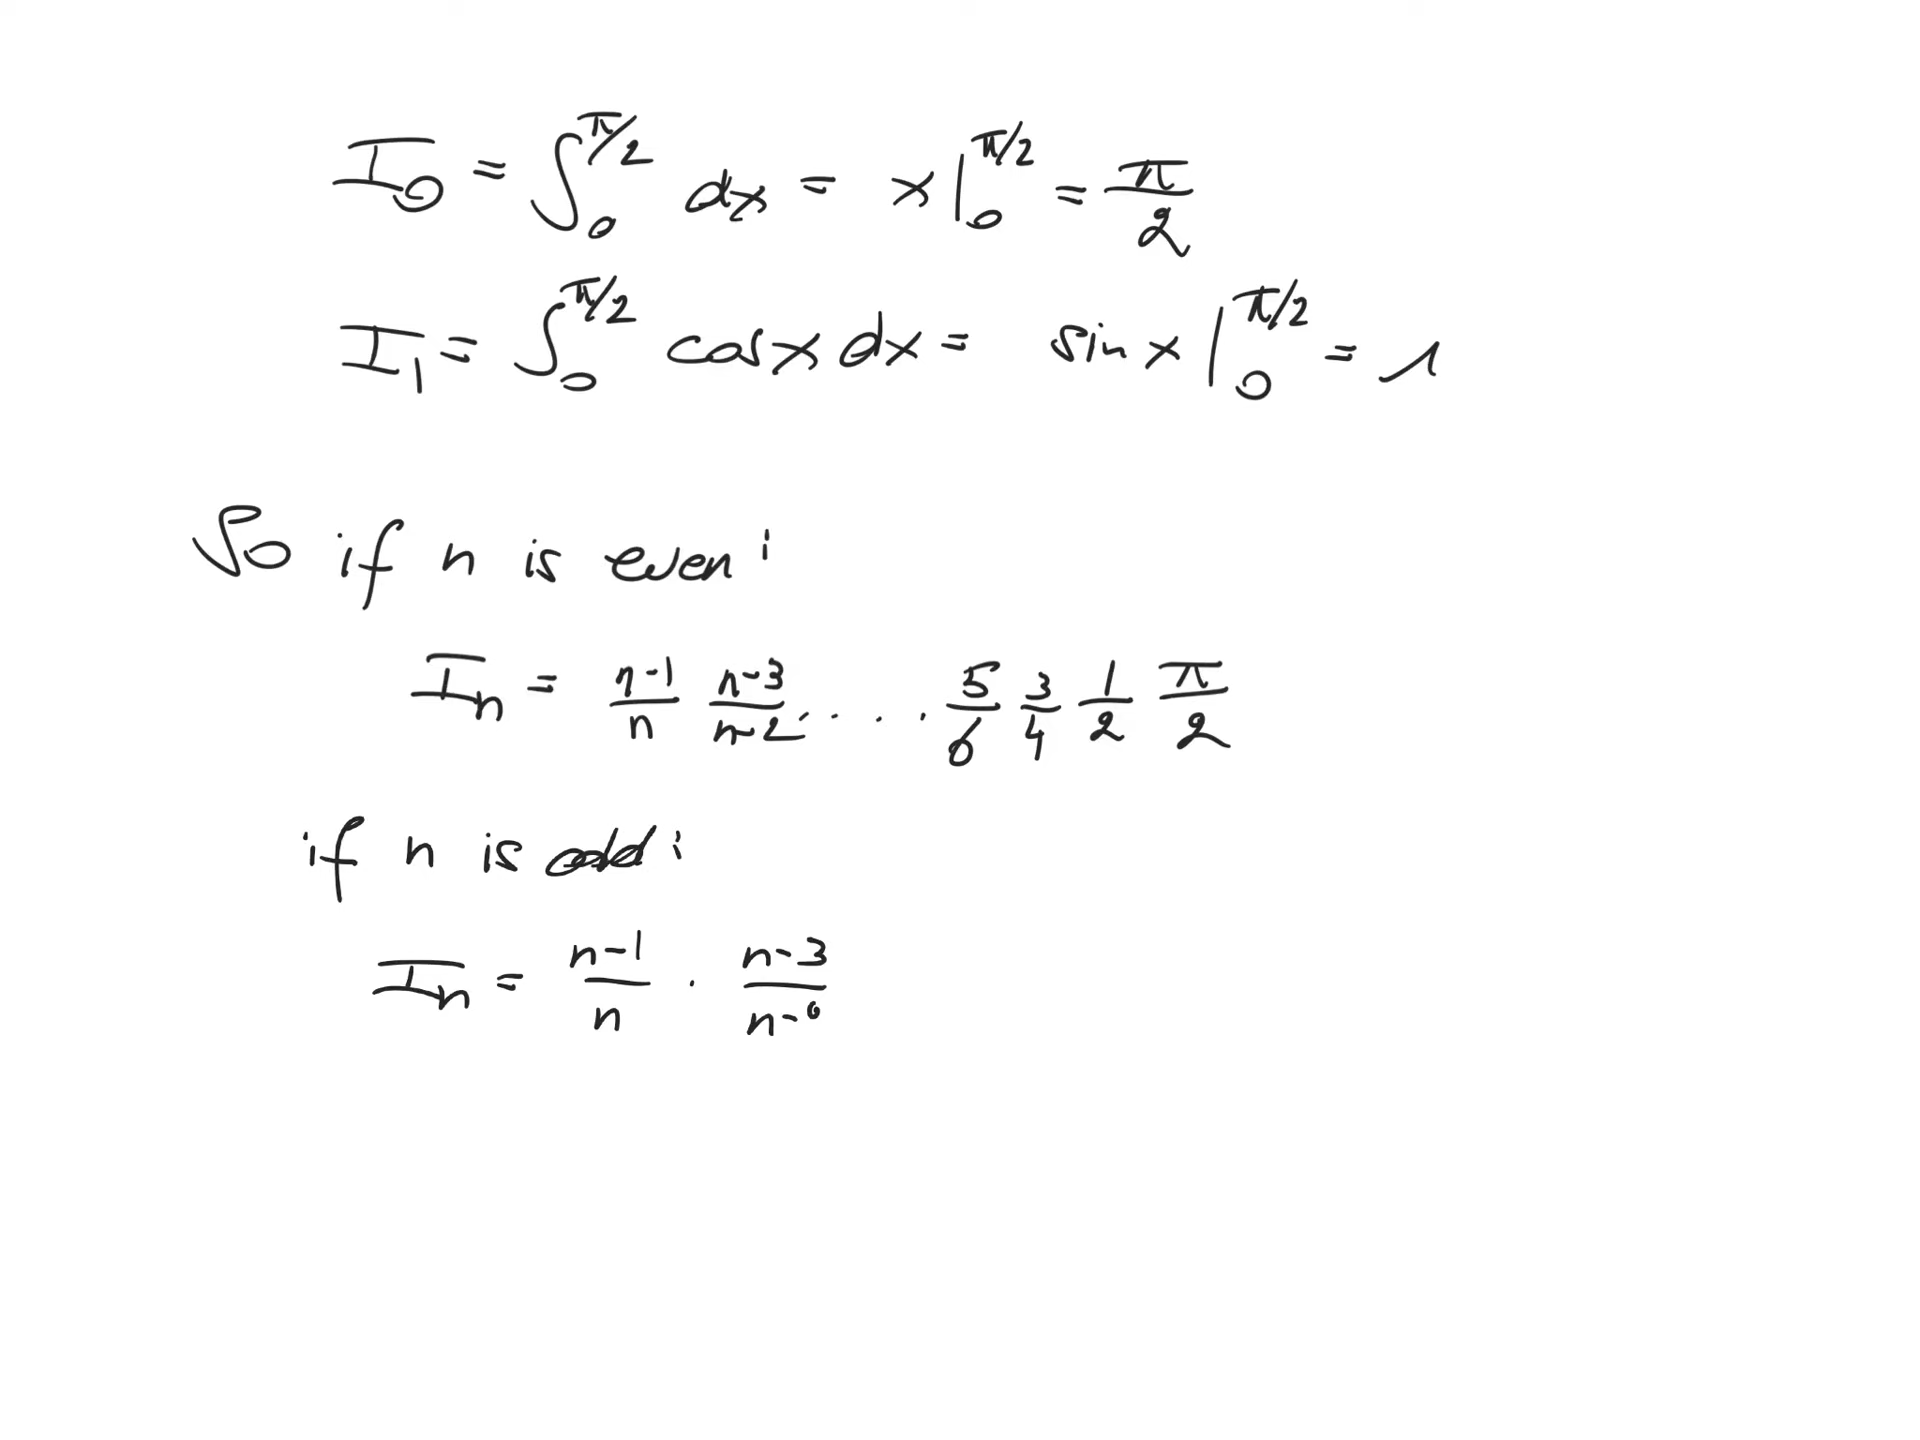 I₀ = ∫₀^{π/2} dx = x|₀^{π/2} = π/2
I₁ = ∫₀^{π/2} cos x dx = sin x|₀^{π/2} = 1
So if n is even:
Iₙ = (n-1)/n (n-3)/(n-2) . . . . 5/6 3/4 1/2 π/2
if n is odd:
Iₙ = (n-1)/n · (n-3)/(n-